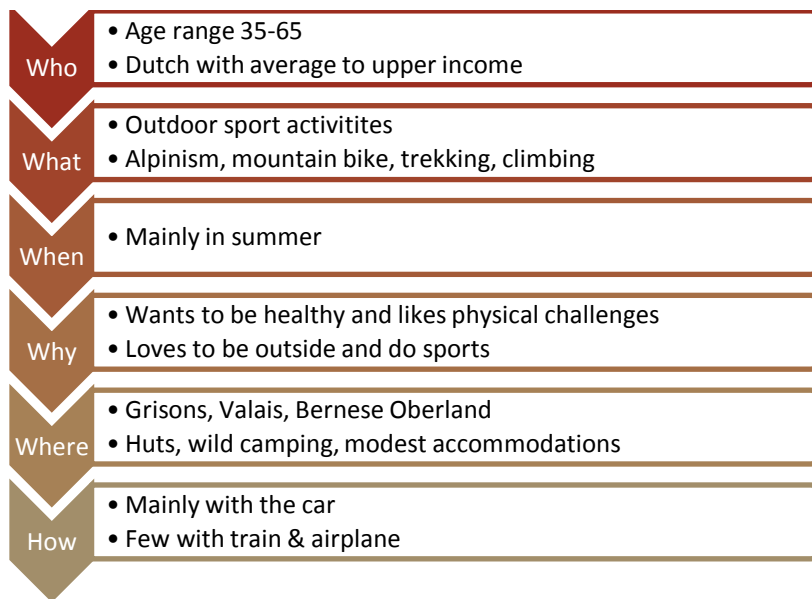 Who
• Age range 35-65
• Dutch with average to upper income
What
• Outdoor sport activitites
• Alpinism, mountain bike, trekking, climbing
When
• Mainly in summer
Why
• Wants to be healthy and likes physical challenges
• Loves to be outside and do sports
Where
• Grisons, Valais, Bernese Oberland
• Huts, wild camping, modest accommodations
How
• Mainly with the car
• Few with train & airplane